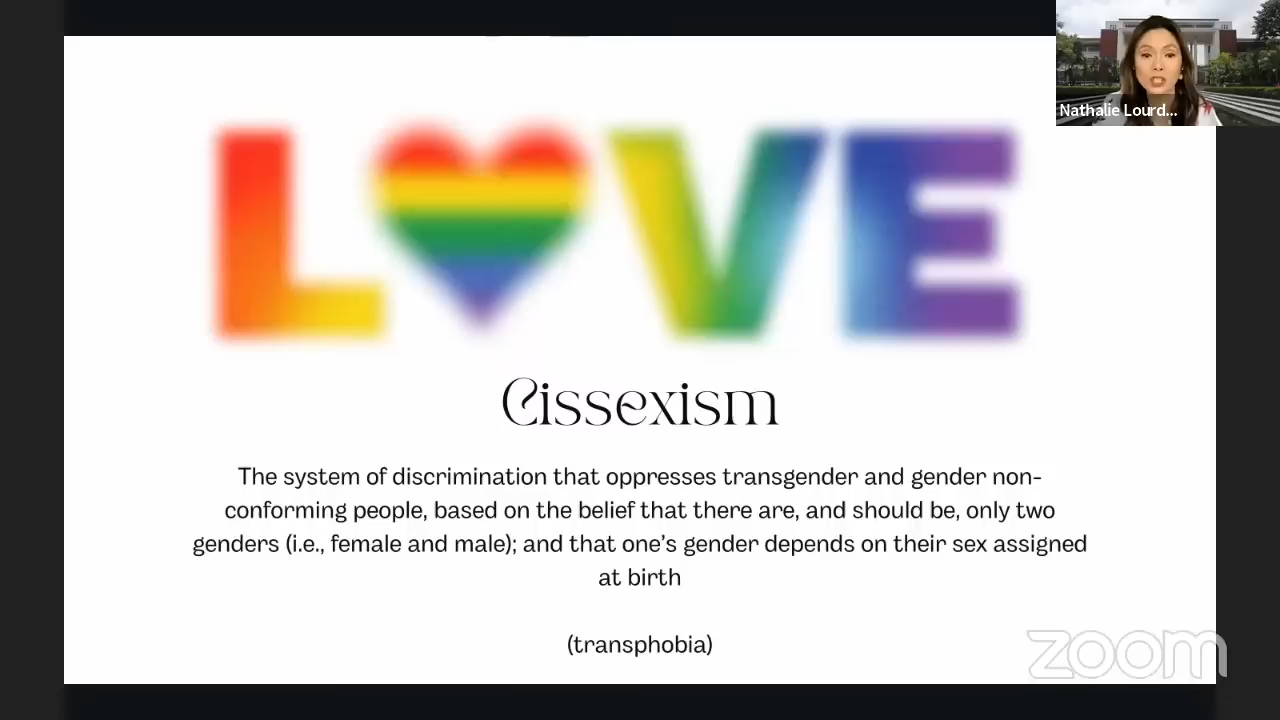 Nathalie Lourd...
LOVE
Cissexism
The system of discrimination that oppresses transgender and gender non-
conforming people, based on the belief that there are, and should be, only two
genders (i.e., female and male); and that one's gender depends on their sex assigned
at birth
(transphobia)
zoom